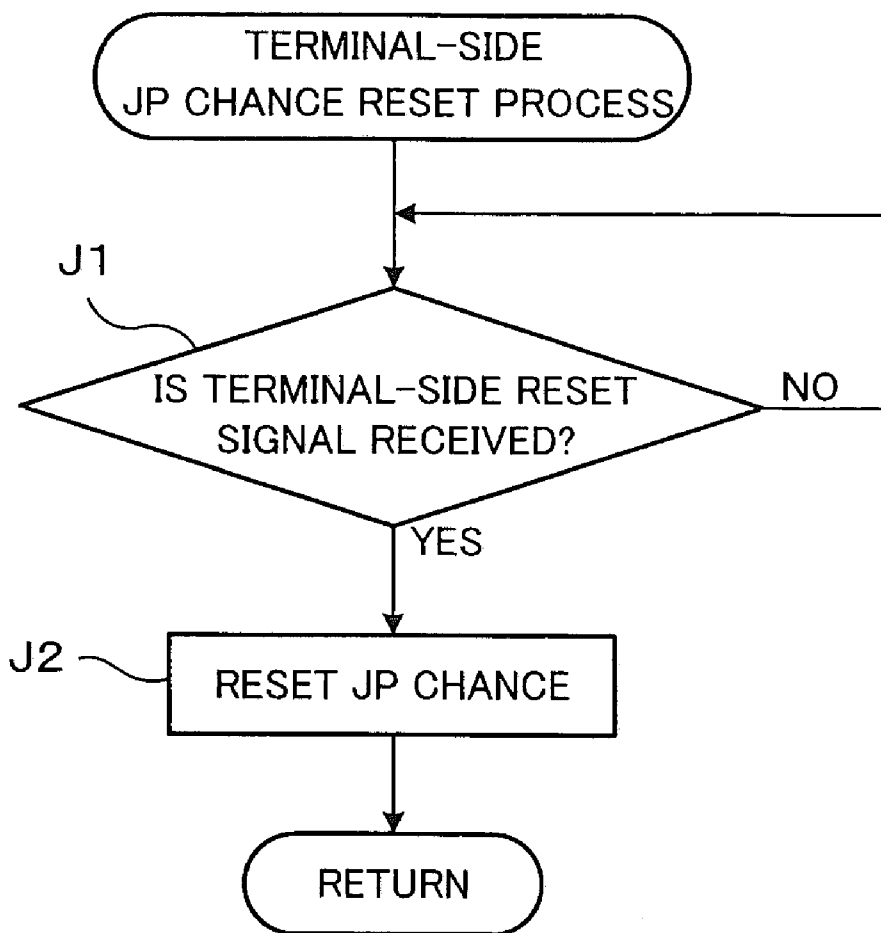 TERMINAL-SIDE
JP CHANCE RESET PROCESS
J1
IS TERMINAL-SIDE RESET
SIGNAL RECEIVED?
NO
YES
J2
RESET JP CHANCE
RETURN